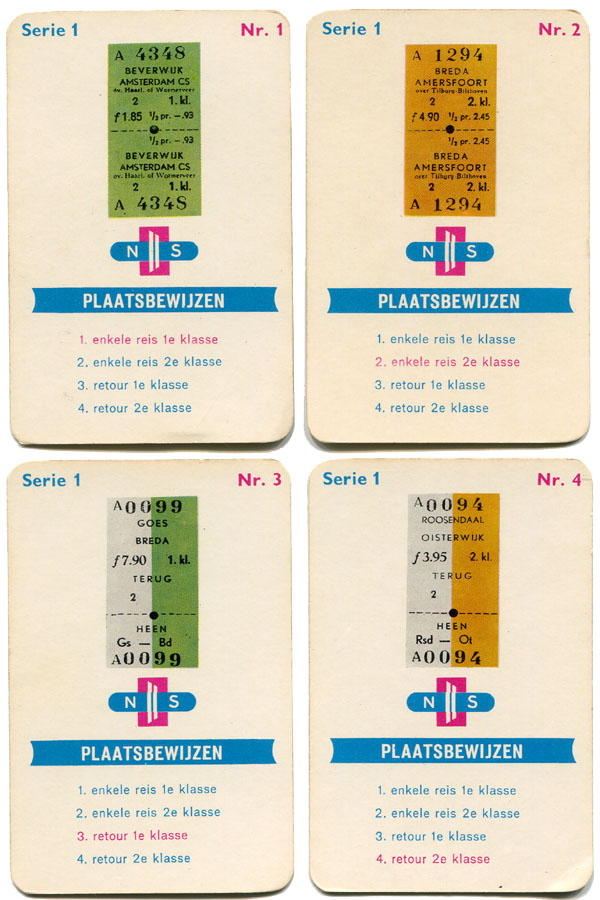 Serie 1 Nr. 1
A 4348
BEVERWIJK
AMSTERDAM CS
ov. Haarl. of Wormerveer
2 1. kl.
f 1.85 ½ pr. –.93
½ pr. –.93
BEVERWIJK
AMSTERDAM CS
ov. Haarl. of Wormerveer
2 1. kl.
A 4348
N S
PLAATSBEWIJZEN
1. enkele reis 1e klasse
2. enkele reis 2e klasse
3. retour 1e klasse
4. retour 2e klasse
Serie 1 Nr. 2
A 1294
BREDA
AMERSFOORT
over Tilburg-Bilthoven
2 2. kl.
f 4.90 ½ pr. 2.45
½ pr. 2.45
BREDA
AMERSFOORT
over Tilburg-Bilthoven
2 2. kl.
A 1294
N S
PLAATSBEWIJZEN
1. enkele reis 1e klasse
2. enkele reis 2e klasse
3. retour 1e klasse
4. retour 2e klasse
Serie 1 Nr. 3
A0099
GOES
BREDA
f 7.90 1. kl.
TERUG
2
HEEN
Gs — Bd
A0099
N S
PLAATSBEWIJZEN
1. enkele reis 1e klasse
2. enkele reis 2e klasse
3. retour 1e klasse
4. retour 2e klasse
Serie 1 Nr. 4
A0094
ROOSENDAAL
OISTERWIJK
f 3.95 2. kl.
TERUG
2
HEEN
Rsd — Ot
A0094
N S
PLAATSBEWIJZEN
1. enkele reis 1e klasse
2. enkele reis 2e klasse
3. retour 1e klasse
4. retour 2e klasse